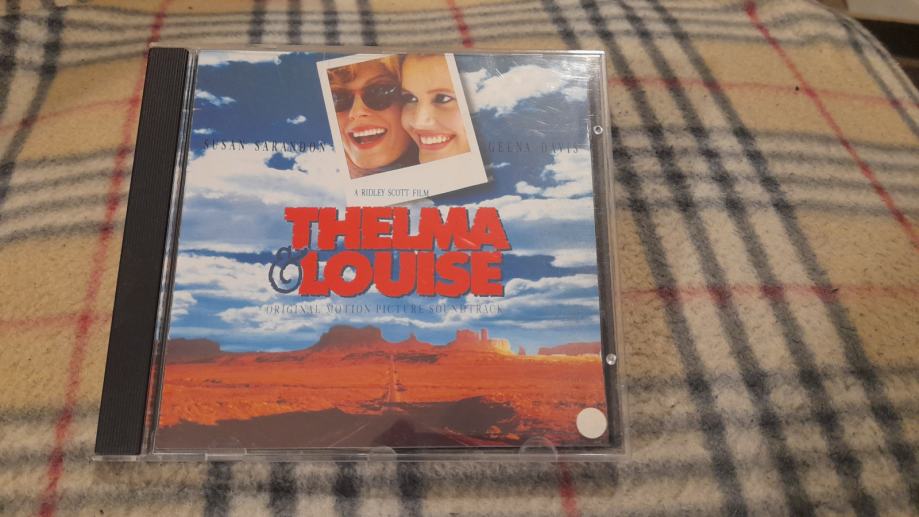 SUSAN SARANDON
GEENA DAVIS
A RIDLEY SCOTT FILM
THELMA
& LOUISE
ORIGINAL MOTION PICTURE SOUNDTRACK